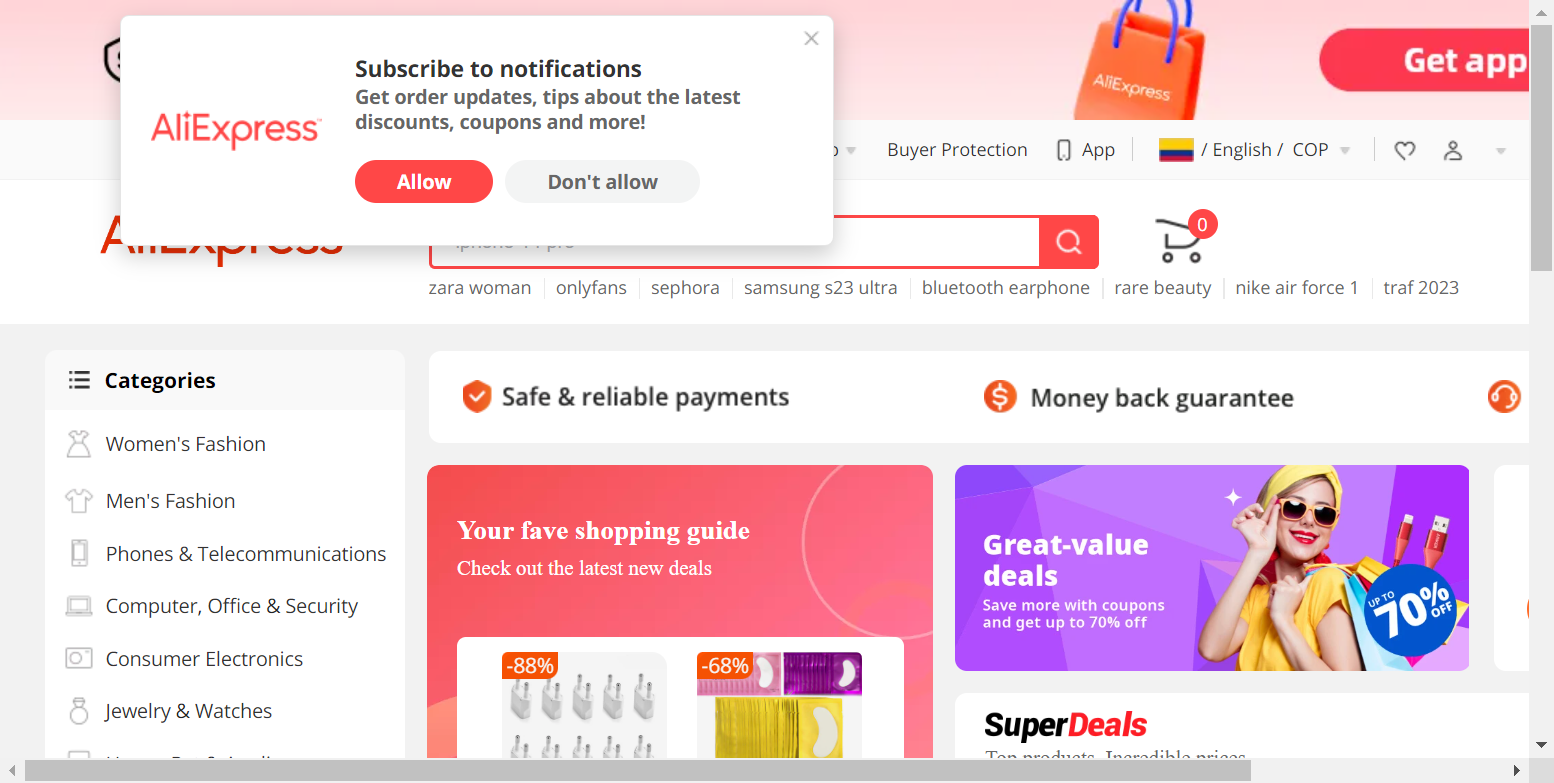 Get app
Subscribe to notifications
Get order updates, tips about the latest
discounts, coupons and more!
AliExpress
Allow
Don't allow
AliExpress
Buyer Protection
App
/ English / COP
AliExpress
0
zara woman
onlyfans
sephora
samsung s23 ultra
bluetooth earphone
rare beauty
nike air force 1
traf 2023
Categories
Women's Fashion
Men's Fashion
Phones & Telecommunications
Computer, Office & Security
Consumer Electronics
Jewelry & Watches
Safe & reliable payments
Money back guarantee
Your fave shopping guide
Check out the latest new deals
-88%
-68%
Great-value
deals
Save more with coupons
and get up to 70% off
UP TO
70%
OFF
SuperDeals
Top products. Incredible prices.